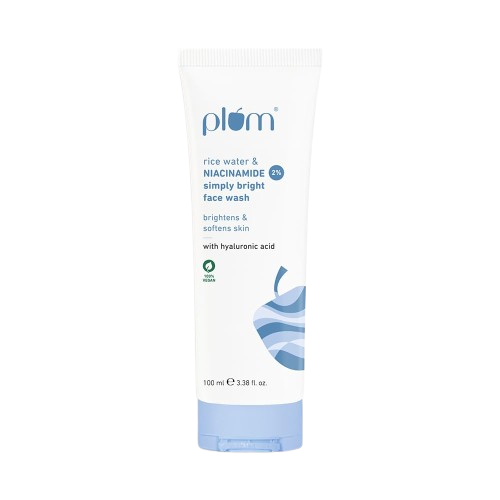 plum®
rice water &
NIACINAMIDE 2%
simply bright
face wash
brightens &
softens skin
with hyaluronic acid
100%
VEGAN
100 ml ℮ 3.38 fl. oz.